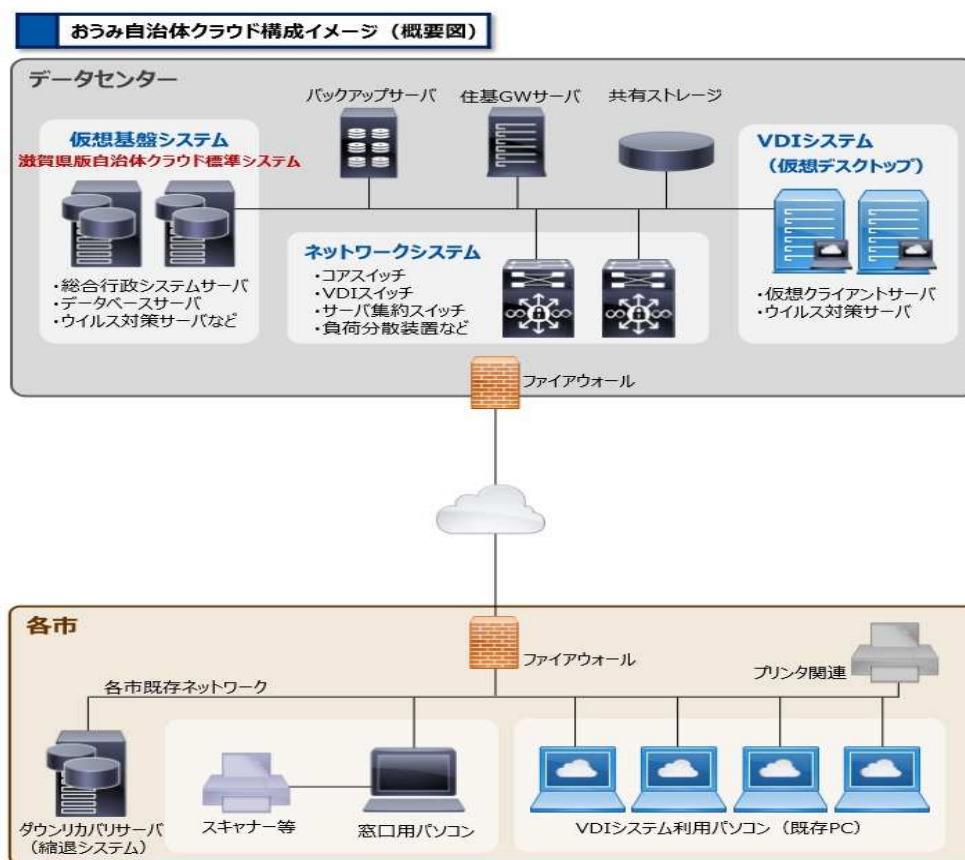 おうみ自治体クラウド構成イメージ（概要図）
データセンター
バックアップサーバ
住基GWサーバ
共有ストレージ
仮想基盤システム
滋賀県版自治体クラウド標準システム
・総合行政システムサーバ
・データベースサーバ
・ウイルス対策サーバなど
ネットワークシステム
・コアスイッチ
・VDIスイッチ
・サーバ集約スイッチ
・負荷分散装置など
VDIシステム
（仮想デスクトップ）
・仮想クライアントサーバ
・ウイルス対策サーバ
ファイアウォール
各市
ファイアウォール
プリンタ関連
各市既存ネットワーク
ダウンリカバリサーバ
（縮退システム）
スキャナー等
窓口用パソコン
VDIシステム利用パソコン（既存PC）